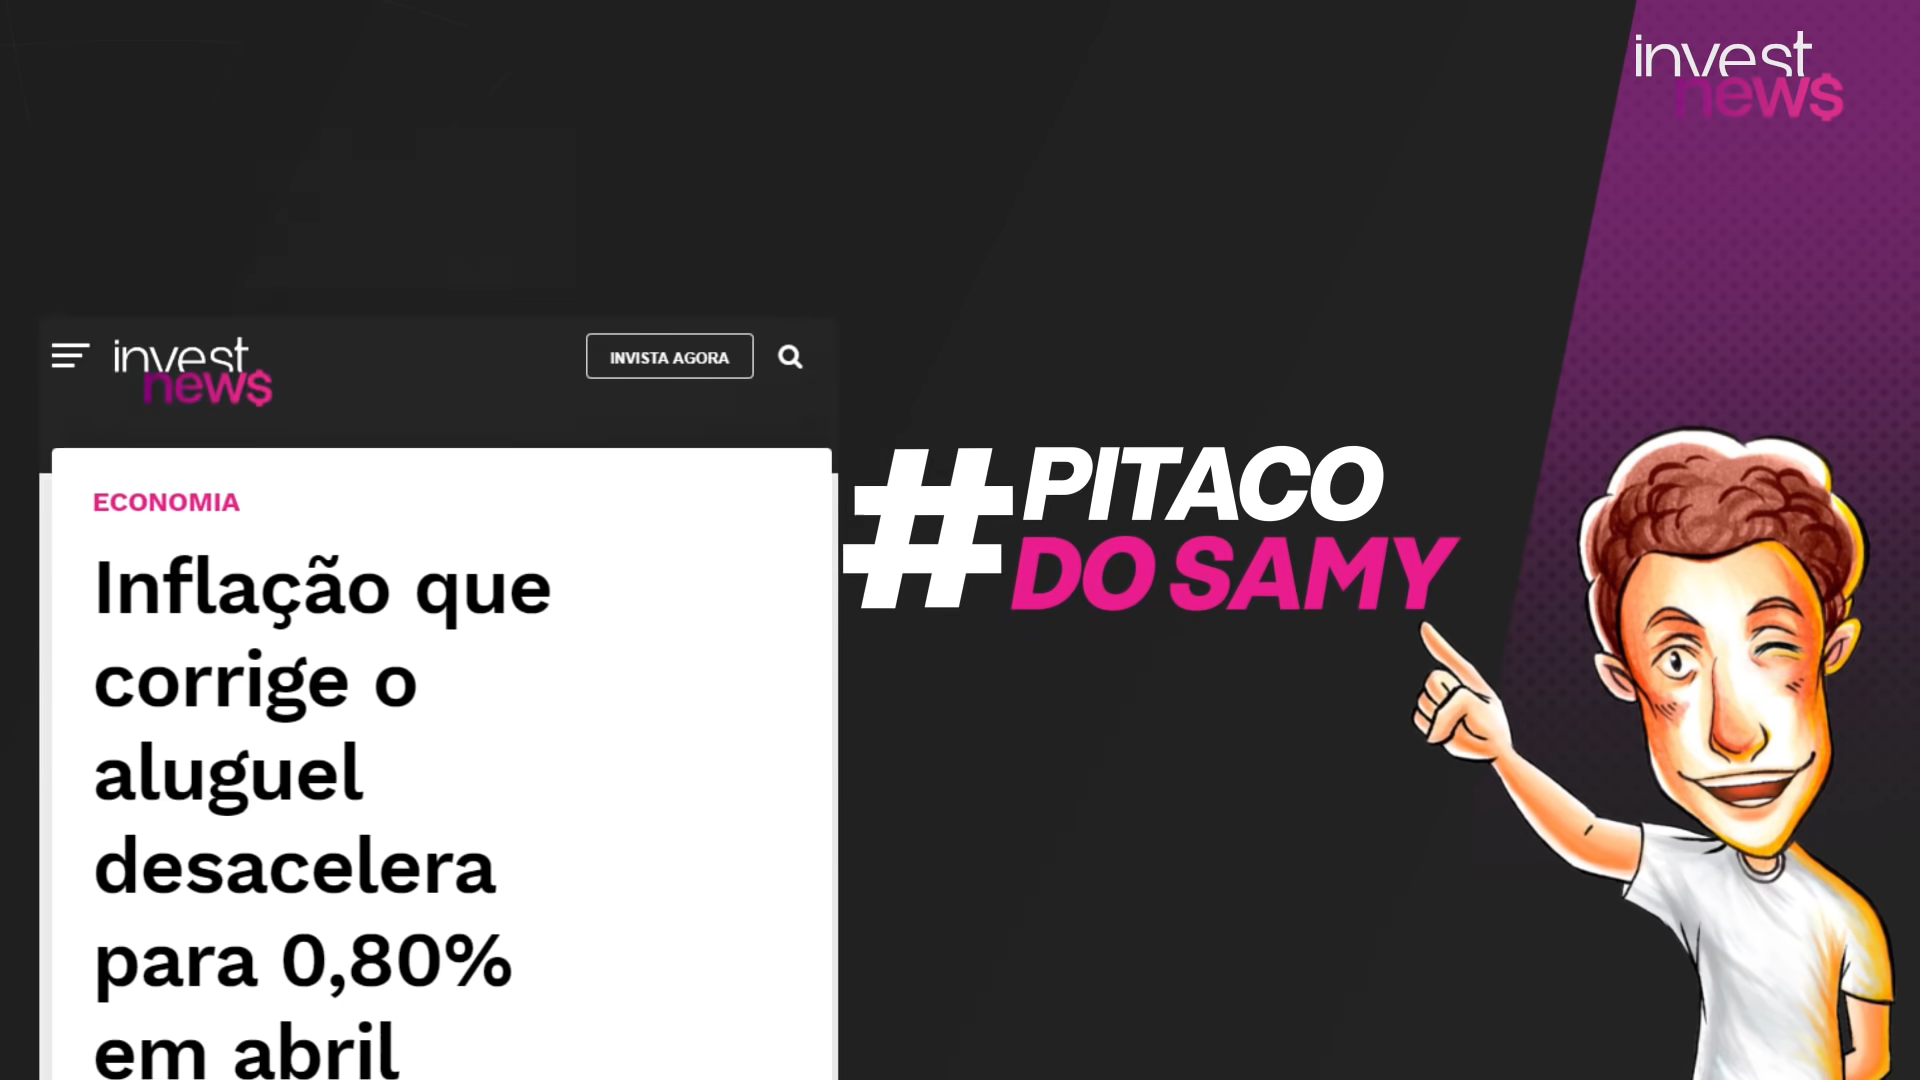 invest
news
invest
news
INVISTA AGORA
ECONOMIA
Inflação que
corrige o
aluguel
desacelera
para 0,80%
em abril
#PITACO
DO SAMY